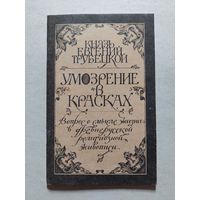 КНЯЗЬ
ЕВГЕНИЙ ТРУБЕЦКОЙ
УМОЗРЕНИЕ
В
КРАСКАХ
Вопрос о смысле жизни
в древнерусской
религиозной
живописи